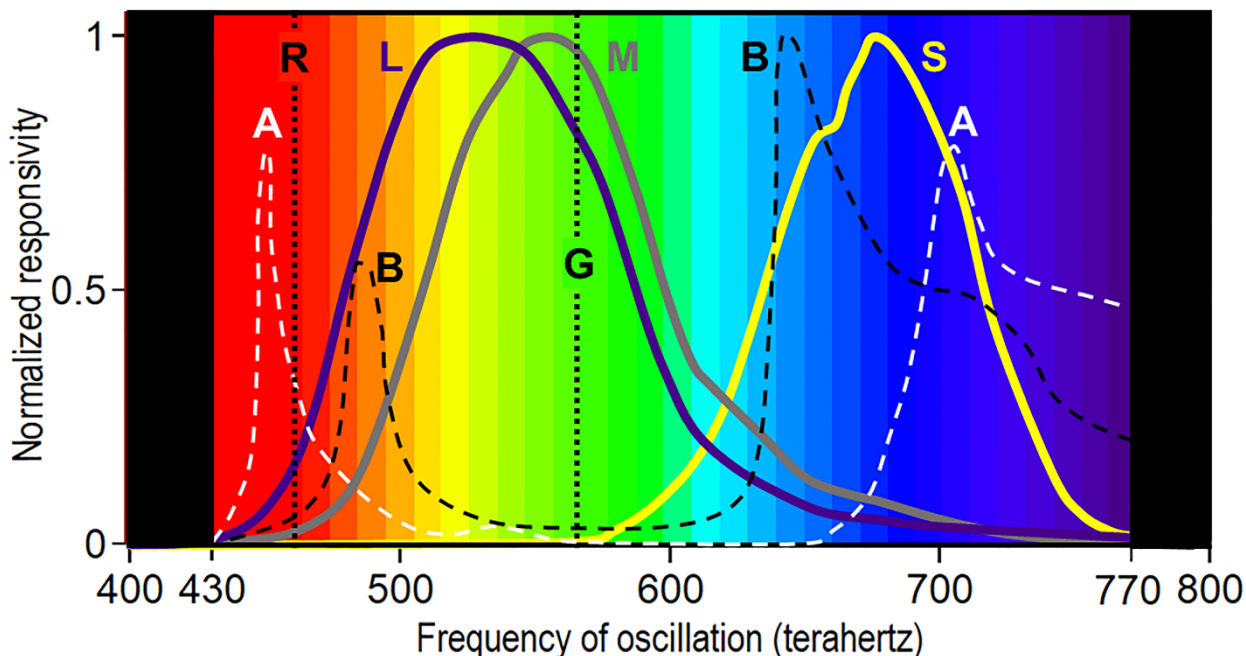 1
R
L
M
B
S
A
A
B
G
0.5
0
400
430
500
600
700
770
800
Normalized responsivity
Frequency of oscillation (terahertz)